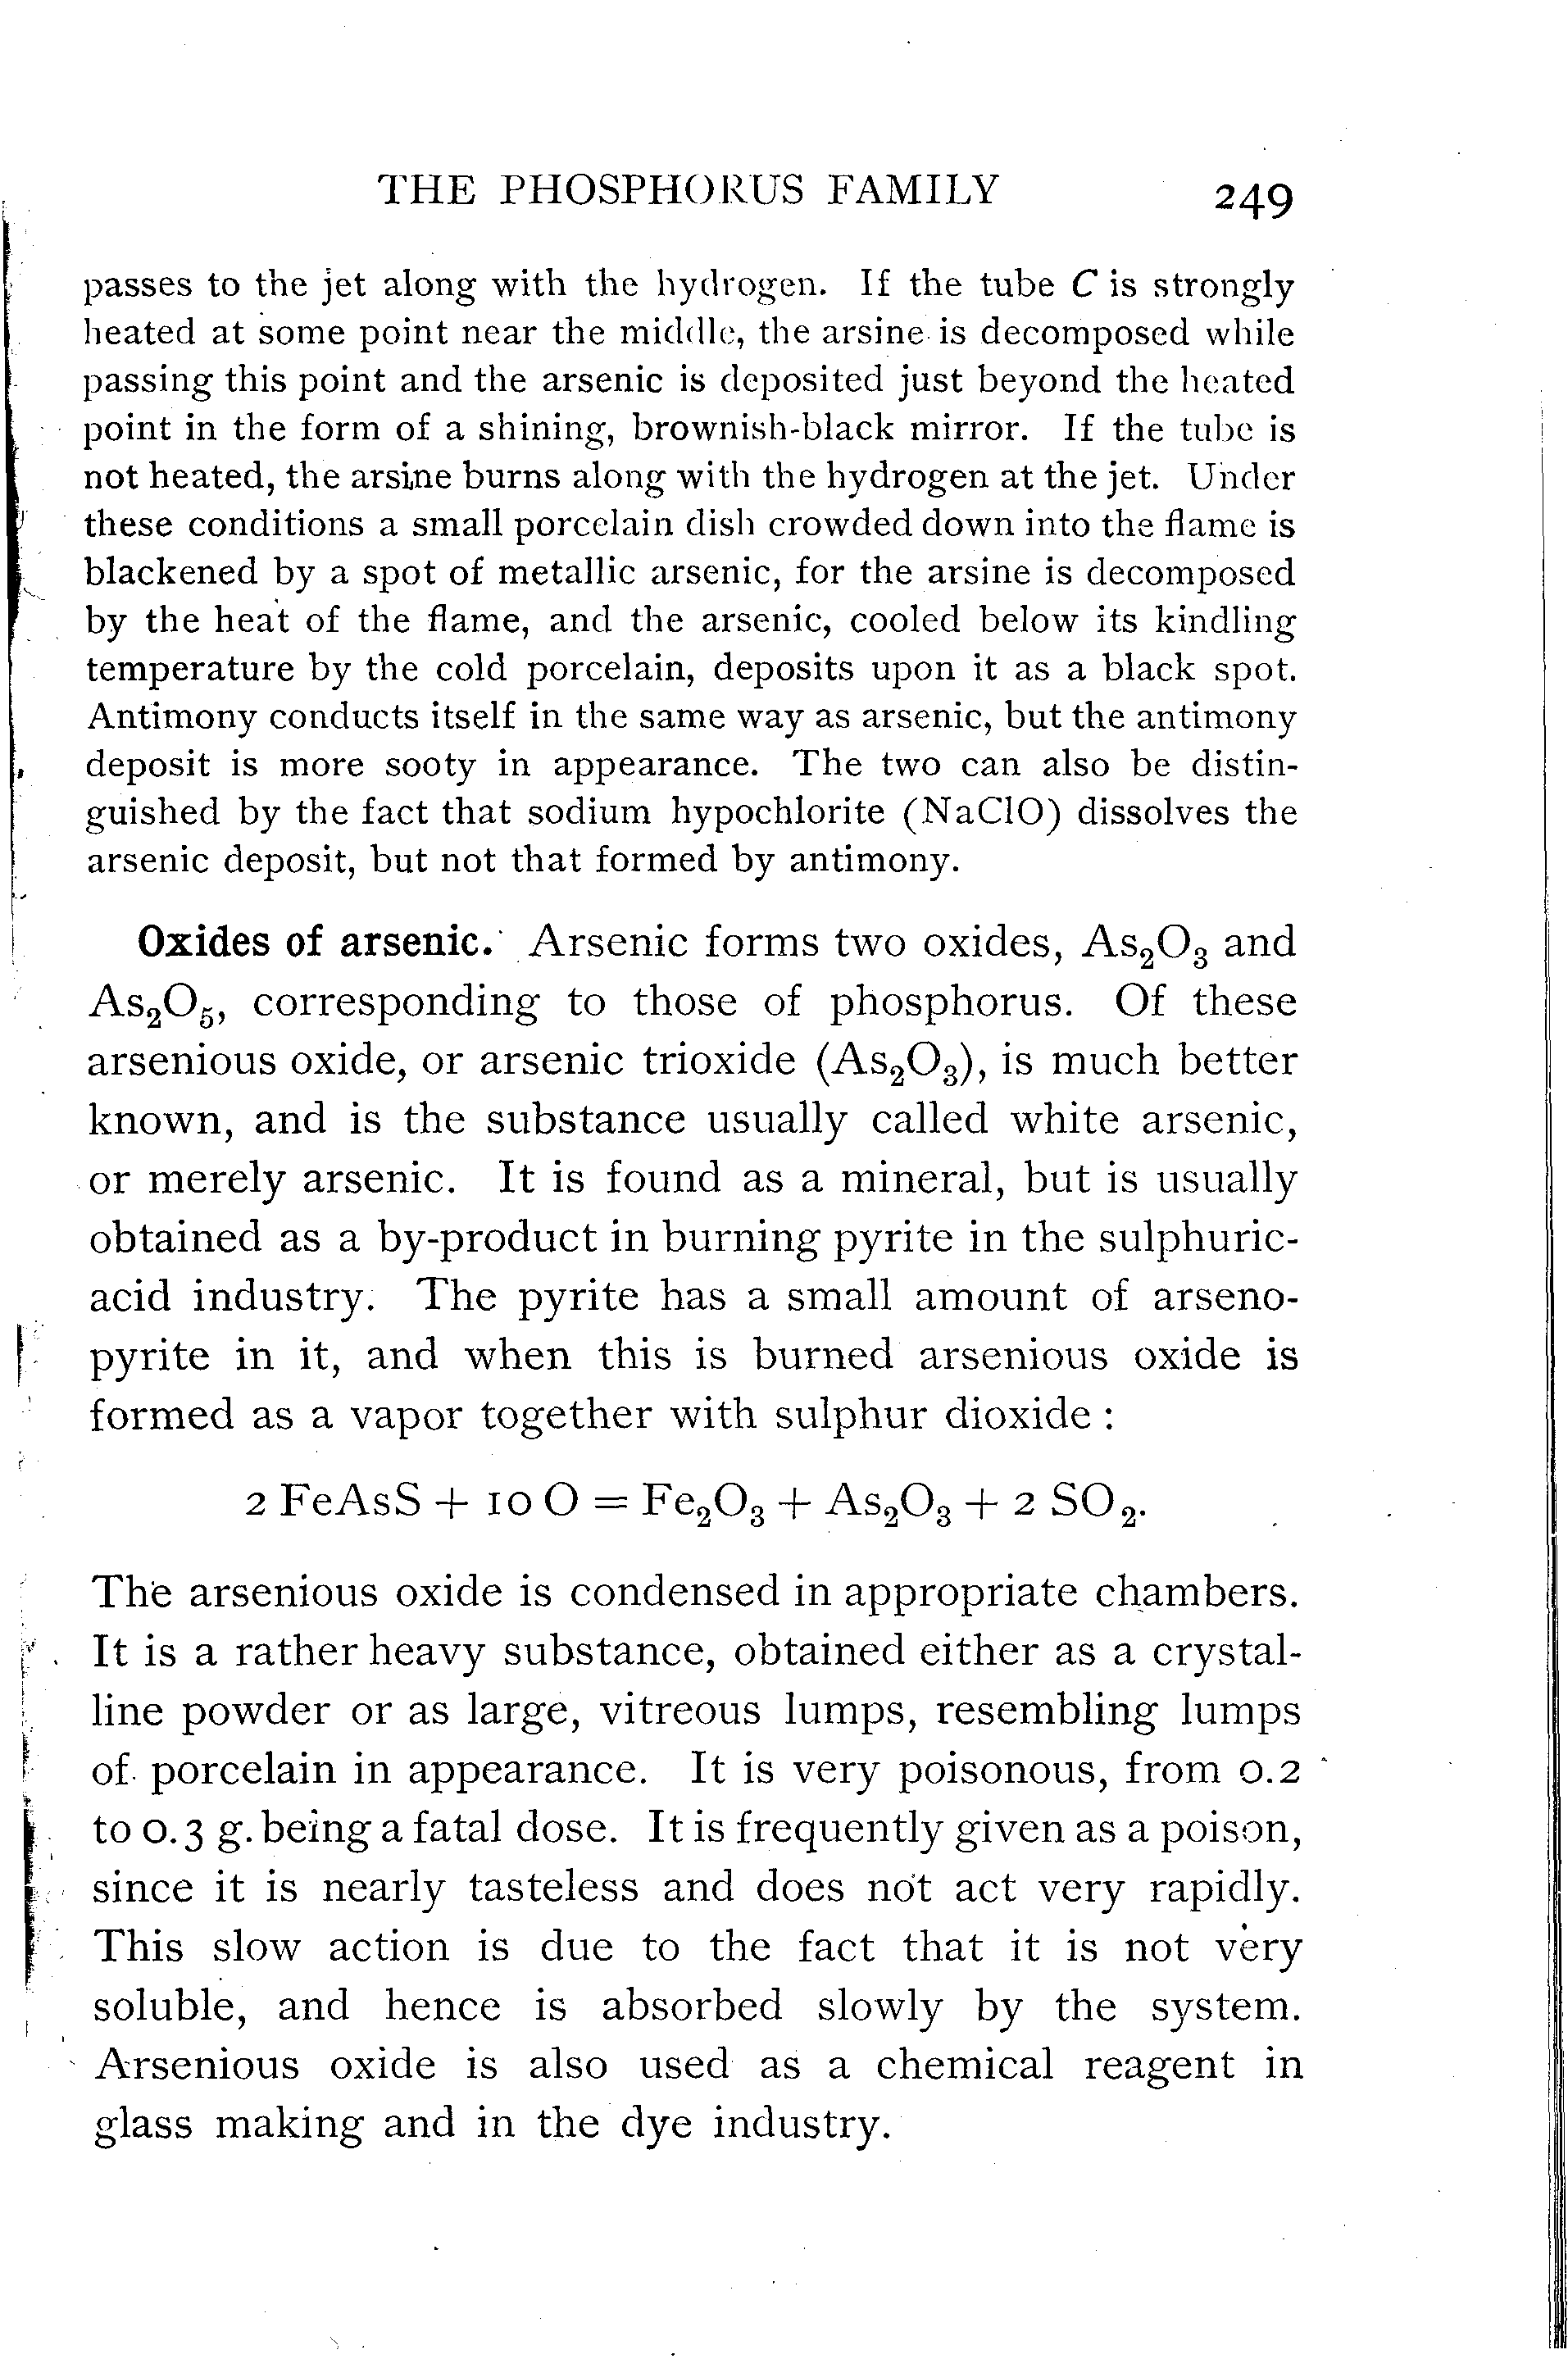 THE PHOSPHORUS FAMILY 249
passes to the jet along with the hydrogen. If the tube C is strongly
heated at some point near the middle, the arsine is decomposed while
passing this point and the arsenic is deposited just beyond the heated
point in the form of a shining, brownish-black mirror. If the tube is
not heated, the arsine burns along with the hydrogen at the jet. Under
these conditions a small porcelain dish crowded down into the flame is
blackened by a spot of metallic arsenic, for the arsine is decomposed
by the heat of the flame, and the arsenic, cooled below its kindling
temperature by the cold porcelain, deposits upon it as a black spot.
Antimony conducts itself in the same way as arsenic, but the antimony
deposit is more sooty in appearance. The two can also be distin-
guished by the fact that sodium hypochlorite (NaClO) dissolves the
arsenic deposit, but not that formed by antimony.
Oxides of arsenic. Arsenic forms two oxides, As₂O₃ and
As₂O₅, corresponding to those of phosphorus. Of these
arsenious oxide, or arsenic trioxide (As₂O₃), is much better
known, and is the substance usually called white arsenic,
or merely arsenic. It is found as a mineral, but is usually
obtained as a by-product in burning pyrite in the sulphuric-
acid industry. The pyrite has a small amount of arseno-
pyrite in it, and when this is burned arsenious oxide is
formed as a vapor together with sulphur dioxide :
2 FeAsS + 10 O = Fe₂O₃ + As₂O₃ + 2 SO₂.
The arsenious oxide is condensed in appropriate chambers.
It is a rather heavy substance, obtained either as a crystal-
line powder or as large, vitreous lumps, resembling lumps
of porcelain in appearance. It is very poisonous, from 0.2
to 0.3 g. being a fatal dose. It is frequently given as a poison,
since it is nearly tasteless and does not act very rapidly.
This slow action is due to the fact that it is not very
soluble, and hence is absorbed slowly by the system.
Arsenious oxide is also used as a chemical reagent in
glass making and in the dye industry.